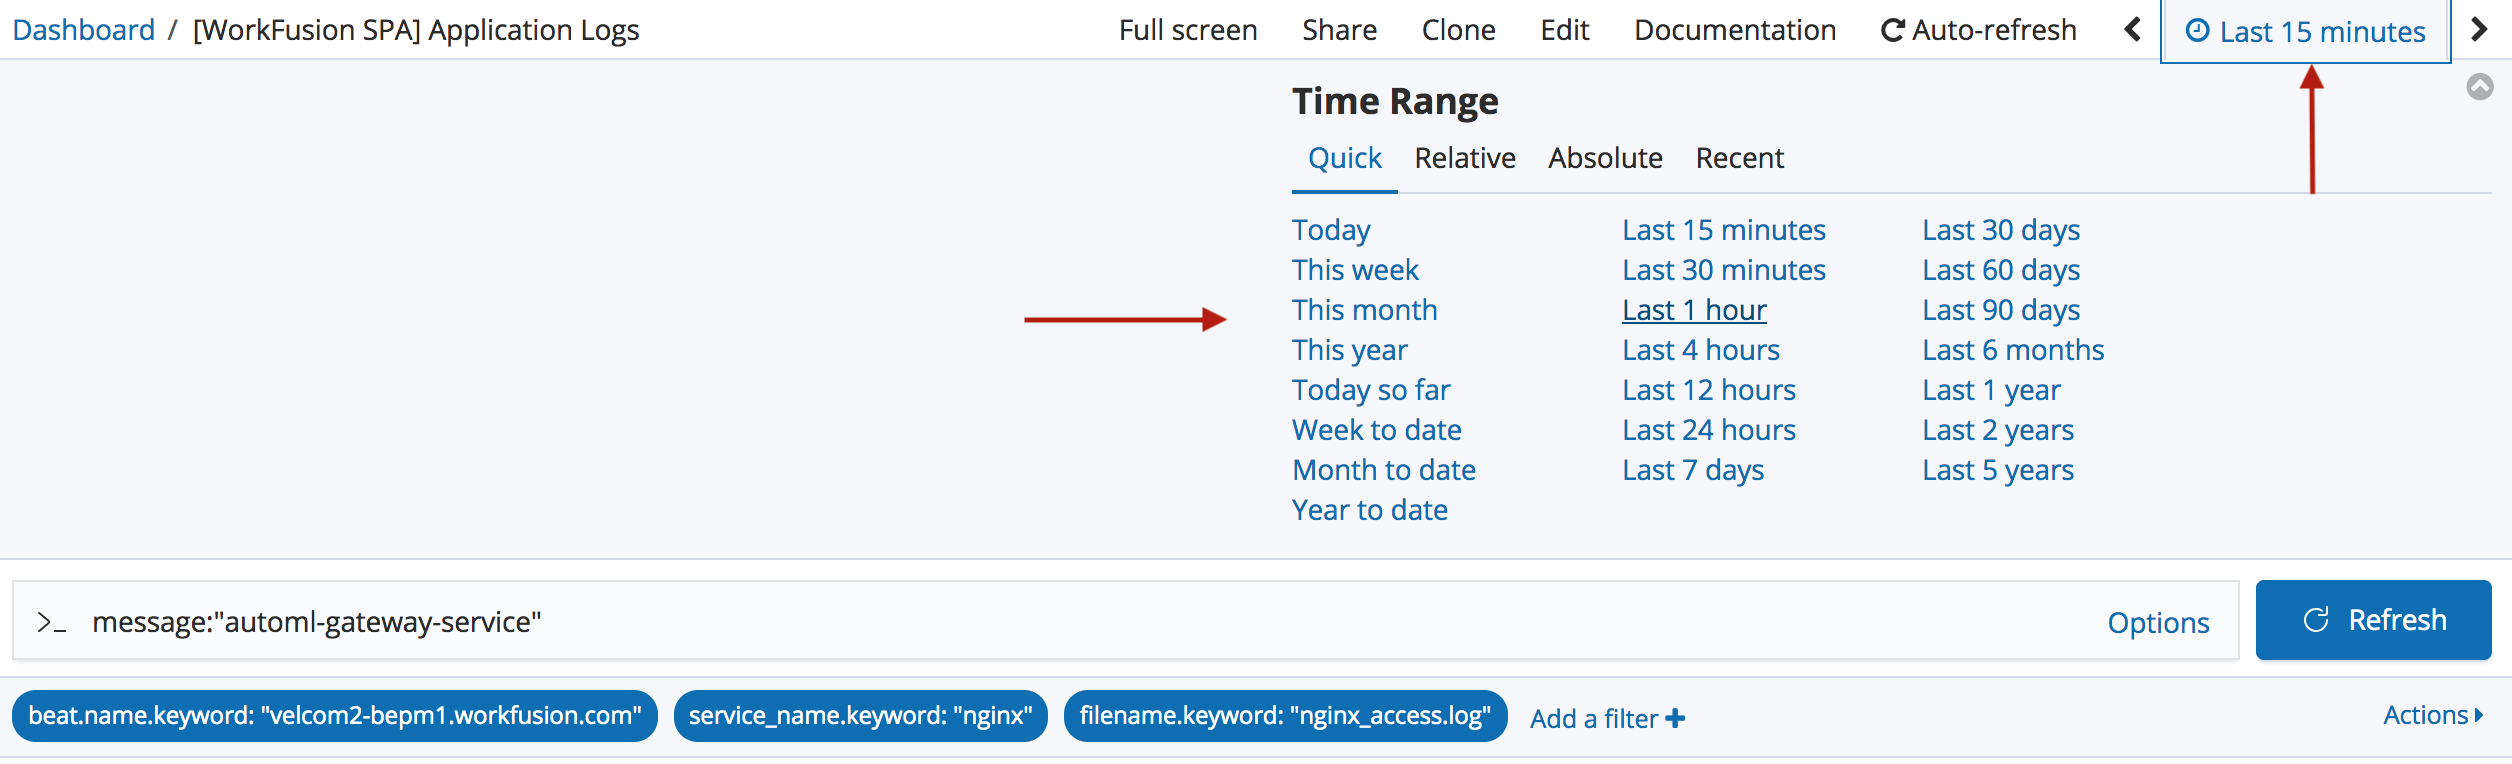 Dashboard / [WorkFusion SPA] Application Logs Full screen Share Clone Edit Documentation Auto-refresh Last 15 minutes
Time Range
Quick Relative Absolute Recent
Today Last 15 minutes Last 30 days
This week Last 30 minutes Last 60 days
This month Last 1 hour Last 90 days
This year Last 4 hours Last 6 months
Today so far Last 12 hours Last 1 year
Week to date Last 24 hours Last 2 years
Month to date Last 7 days Last 5 years
Year to date
>_ message:"automl-gateway-service" Options Refresh
beat.name.keyword: "velcom2-bepm1.workfusion.com" service_name.keyword: "nginx" filename.keyword: "nginx_access.log" Add a filter + Actions